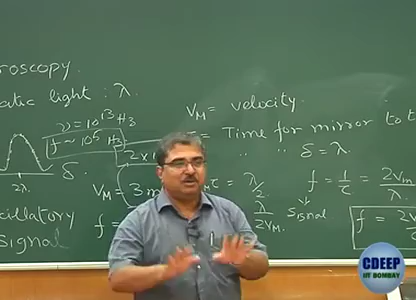 roscopy.
atic light : λ.
ν = 10¹³ Hz
f ~ 10⁵ Hz
2λ
δ
cillatory
signal
V_M = velocity.
= Time for mirror to t
" " δ = λ.
V_M = 3 m
τ = λ/2
λ/2V_M.
f =
f = 1/τ = 2V_m/λ.
Signal
f = 2V
CDEEP
IIT BOMBAY